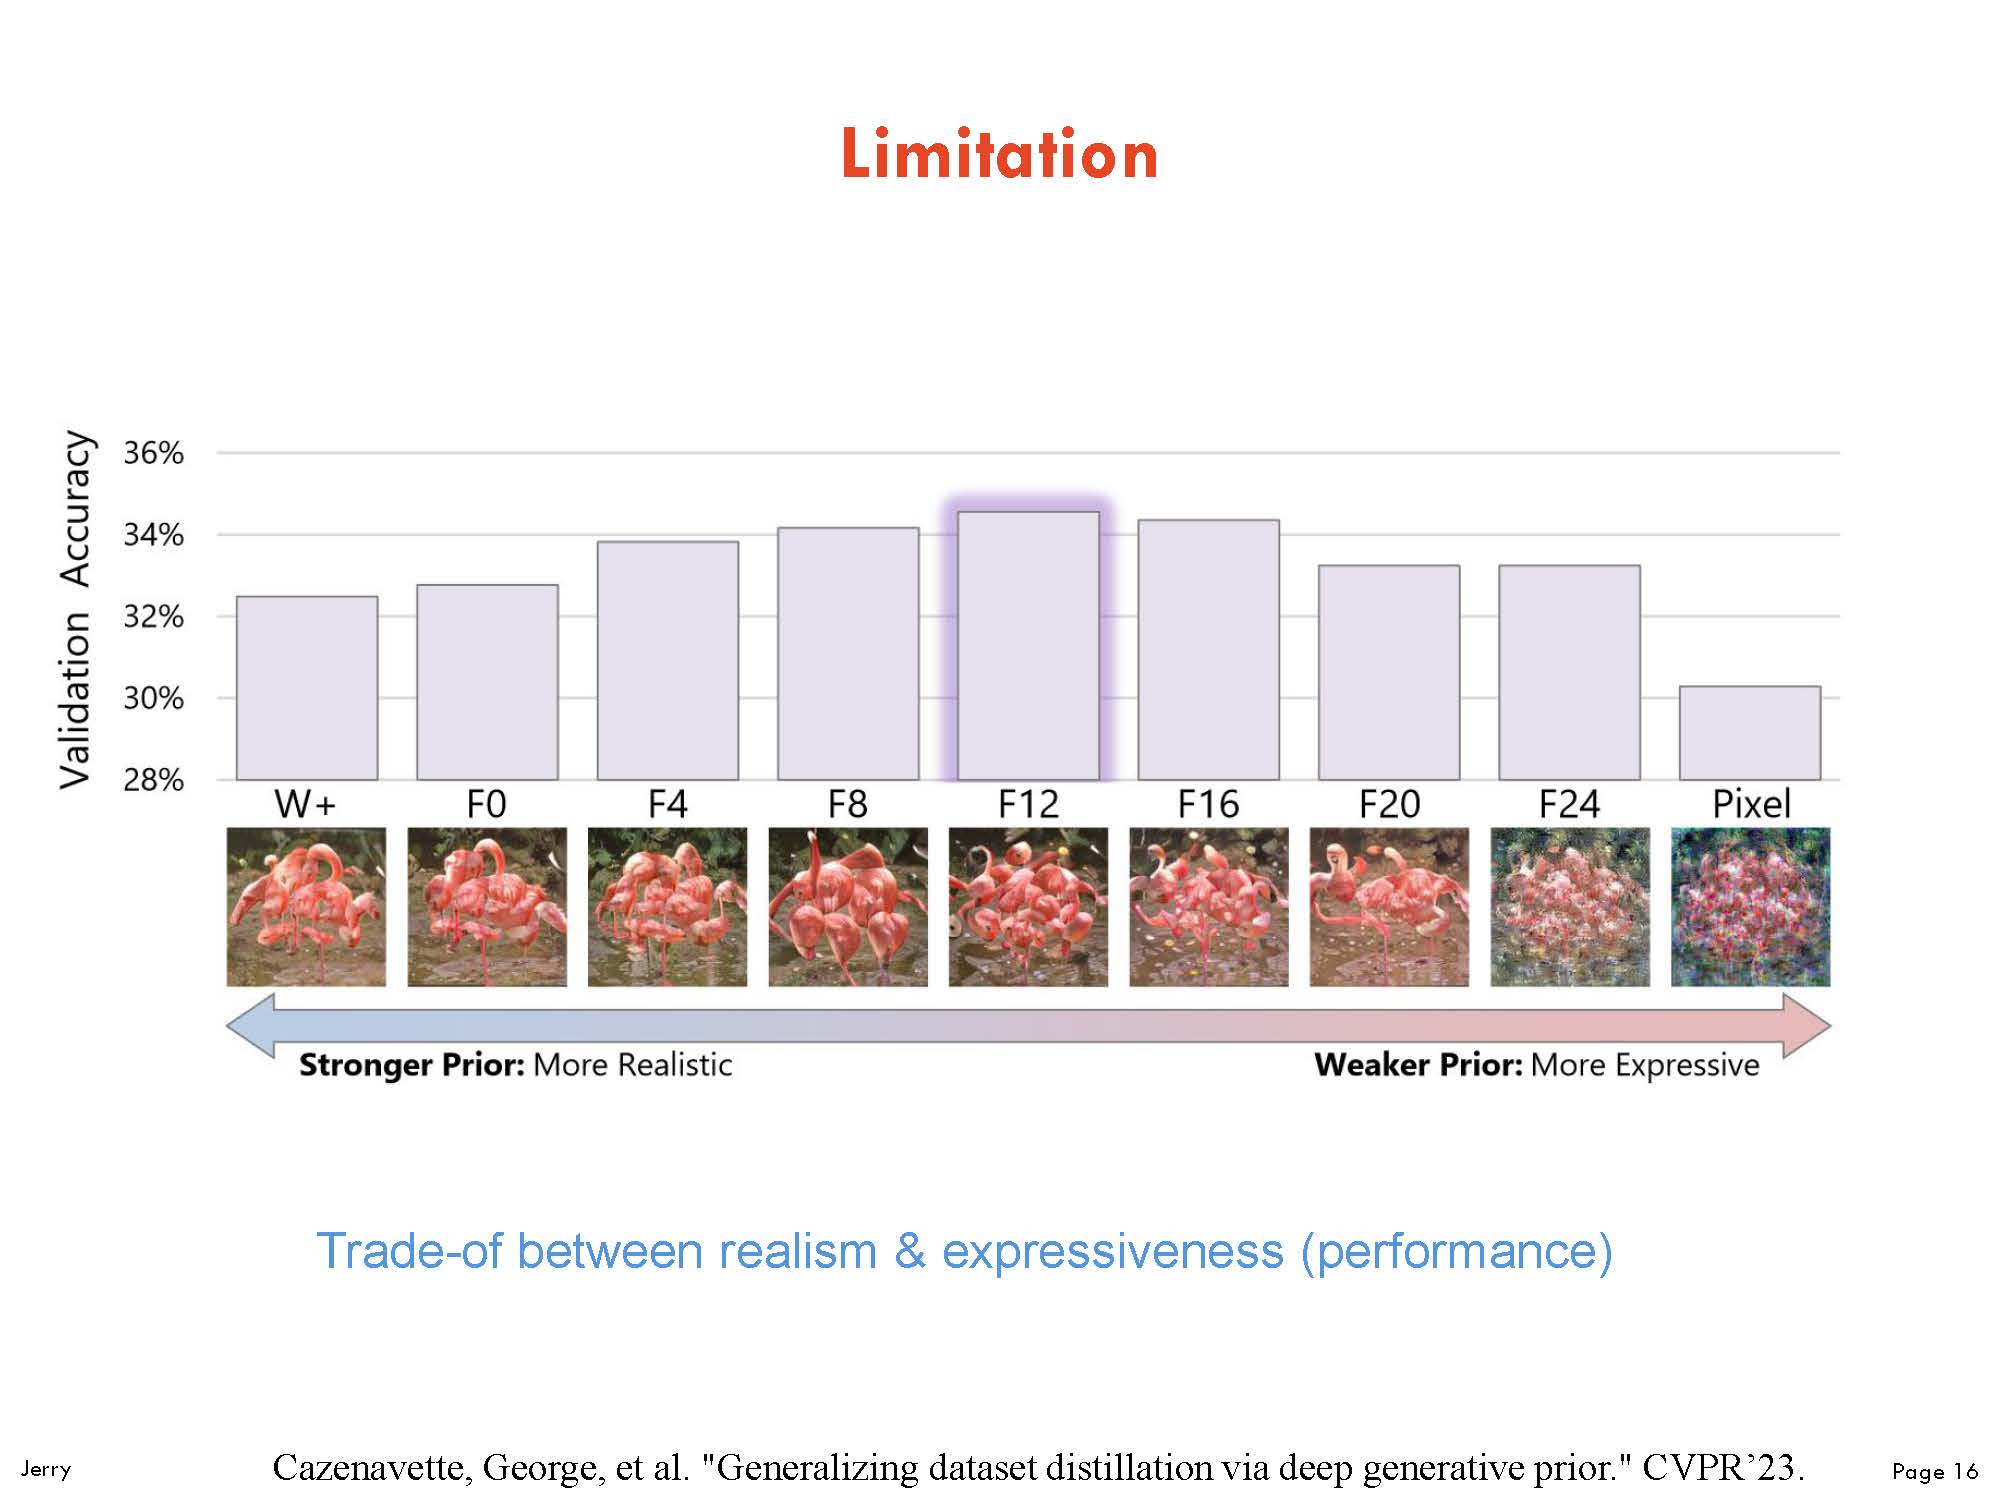 Limitation
Validation Accuracy
36%
34%
32%
30%
28%
W+ F0 F4 F8 F12 F16 F20 F24 Pixel
Stronger Prior: More Realistic Weaker Prior: More Expressive
Trade-of between realism & expressiveness (performance)
Jerry Cazenavette, George, et al. "Generalizing dataset distillation via deep generative prior." CVPR’23. Page 16